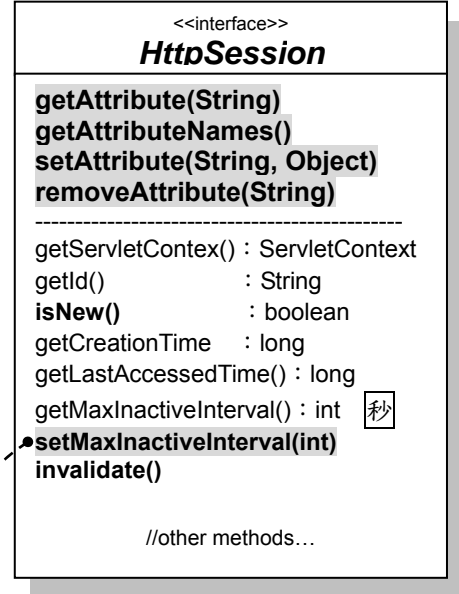 <<interface>>
HttpSession
getAttribute(String)
getAttributeNames()
setAttribute(String, Object)
removeAttribute(String)
----------------------------------------------
getServletContex()：ServletContext
getId() ：String
isNew() ：boolean
getCreationTime ：long
getLastAccessedTime()：long
getMaxInactiveInterval()：int 秒
setMaxInactiveInterval(int)
invalidate()
//other methods…